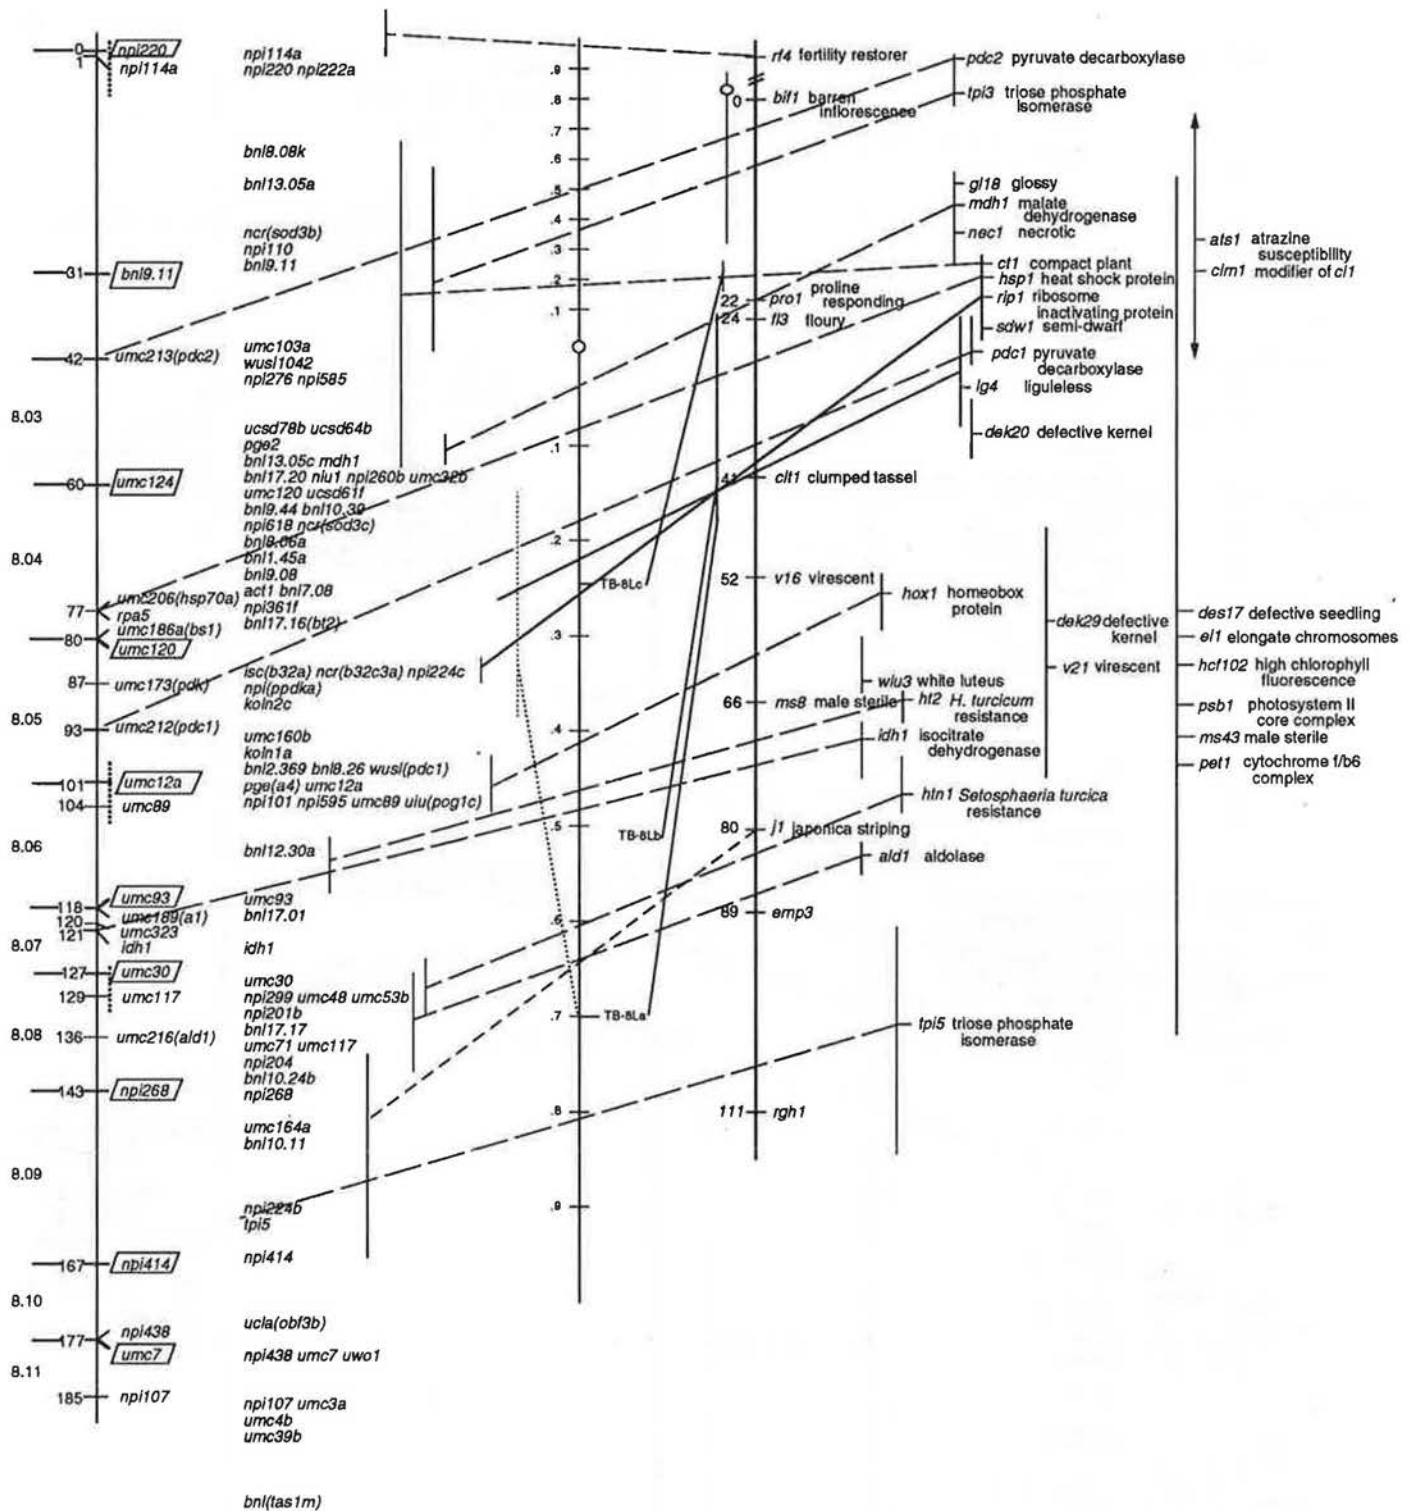 0 npi220
1 npi114a
31 bnl9.11
42 umc213(pdc2)
8.03
60 umc124
8.04
77 umc206(hsp70a)
rpa5
80 umc186a(bs1)
umc120
87 umc173(pdk)
8.05
93 umc212(pdc1)
101 umc12a
104 umc89
8.06
118 umc93
120 umc189(a1)
121 umc323
8.07 idh1
127 umc30
129 umc117
8.08 136 umc216(ald1)
143 npi268
8.09
167 npi414
8.10
177 npi438
umc7
8.11
185 npi107
npi114a
npi220 npi222a
bnl8.08k
bnl13.05a
ncr(sod3b)
npi110
bnl9.11
umc103a
wusl1042
npi276 npi585
ucsd78b ucsd64b
pge2
bnl13.05c mdh1
bnl17.20 niu1 npi260b umc32b
umc120 ucsd61f
bnl9.44 bnl10.39
npi618 ncr(sod3c)
bnl8.06a
bnl1.45a
bnl9.08
act1 bnl7.08
npi361f
bnl17.16(bt2)
isc(b32a) ncr(b32c3a) npi224c
npi(ppdka)
koln2c
umc160b
koln1a
bnl2.369 bnl8.26 wusl(pdc1)
pge(a4) umc12a
npi101 npi595 umc89 uiu(pog1c)
bnl12.30a
umc93
bnl17.01
idh1
umc30
npi299 umc48 umc53b
npi201b
bnl17.17
umc71 umc117
npi204
bnl10.24b
npi268
umc164a
bnl10.11
npi224b
tpi5
npi414
ucla(obf3b)
npi438 umc7 uwo1
npi107 umc3a
umc4b
umc39b
bnl(tas1m)
.9
.8
.7
.6
.5
.4
.3
.2
.1
.1
.2
.3
.4
.5
.6
.7
.8
.9
TB-8Lc
TB-8Lb
TB-8La
rf4 fertility restorer
0 bif1 barren
inflorescence
22 pro1 proline
responding
24 fl3 floury
41 clt1 clumped tassel
52 v16 virescent
66 ms8 male sterile
80 j1 japonica striping
89 emp3
111 rgh1
pdc2 pyruvate decarboxylase
tpi3 triose phosphate
isomerase
gl18 glossy
mdh1 malate
dehydrogenase
nec1 necrotic
ct1 compact plant
hsp1 heat shock protein
rip1 ribosome
inactivating protein
sdw1 semi-dwarf
pdc1 pyruvate
decarboxylase
lg4 liguleless
dek20 defective kernel
hox1 homeobox
protein
wlu3 white luteus
ht2 H. turcicum
resistance
idh1 isocitrate
dehydrogenase
htn1 Setosphaeria turcica
resistance
ald1 aldolase
tpi5 triose phosphate
isomerase
dek29 defective
kernel
v21 virescent
ats1 atrazine
susceptibility
clm1 modifier of cl1
des17 defective seedling
el1 elongate chromosomes
hcf102 high chlorophyll
fluorescence
psb1 photosystem II
core complex
ms43 male sterile
pet1 cytochrome f/b6
complex